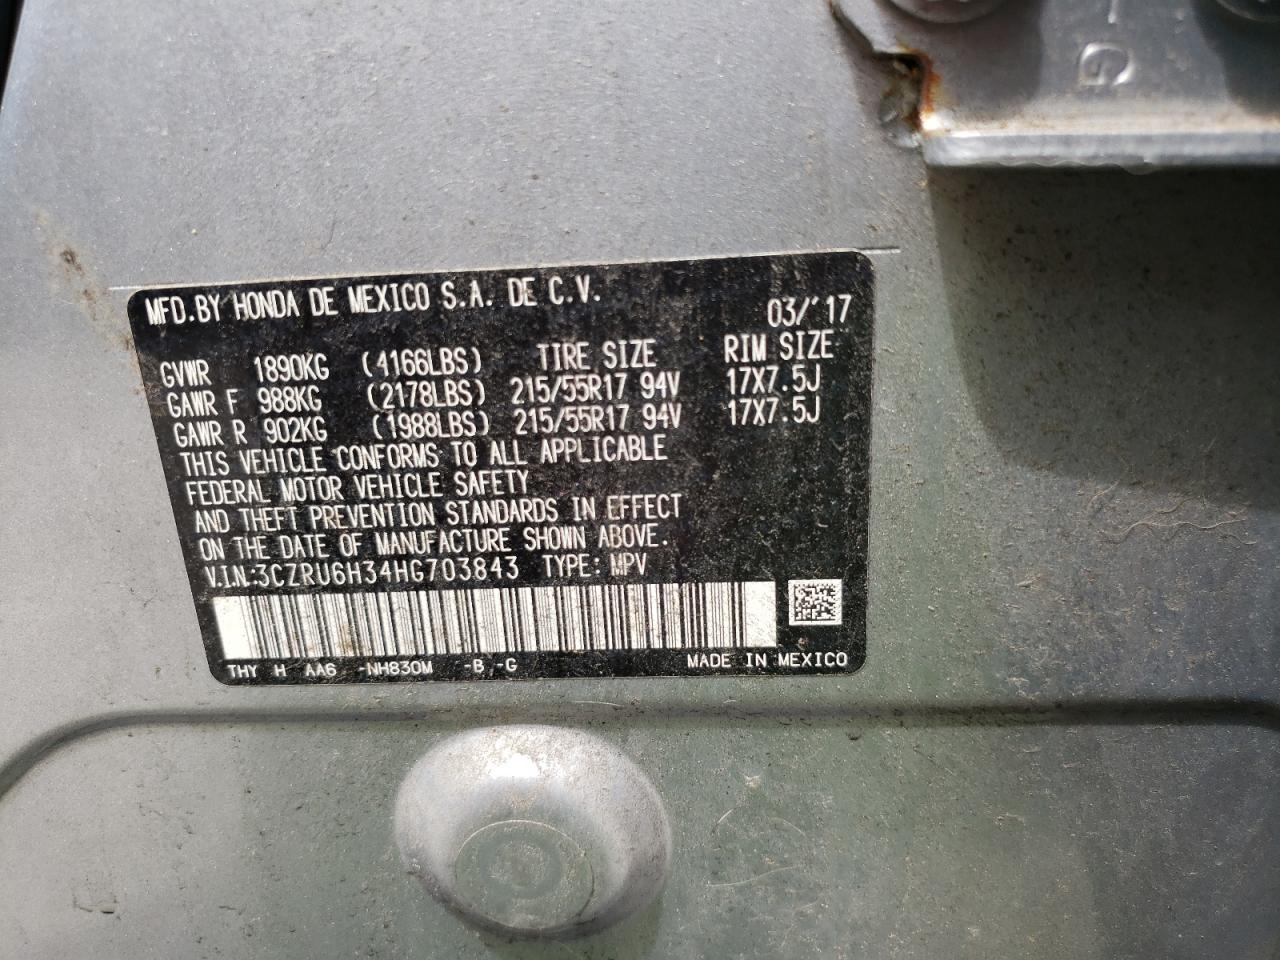 G
MFD.BY HONDA DE MEXICO S.A. DE C.V.
03/'17
GVWR 1890KG (4166LBS) TIRE SIZE RIM SIZE
GAWR F 988KG (2178LBS) 215/55R17 94V 17X7.5J
GAWR R 902KG (1988LBS) 215/55R17 94V 17X7.5J
THIS VEHICLE CONFORMS TO ALL APPLICABLE
FEDERAL MOTOR VEHICLE SAFETY
AND THEFT PREVENTION STANDARDS IN EFFECT
ON THE DATE OF MANUFACTURE SHOWN ABOVE.
V.I.N:3CZRU6H34HG703843 TYPE: MPV
THY H AA6 -NH830M -B -G MADE IN MEXICO